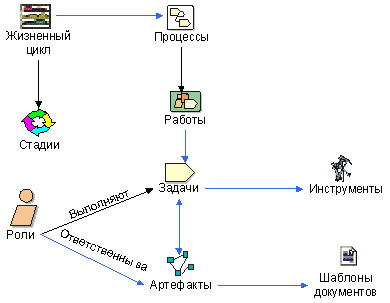 Жизненный
цикл
Процессы
Стадии
Работы
Задачи
Инструменты
Выполняют
Роли
Ответственны за
Артефакты
Шаблоны
документов